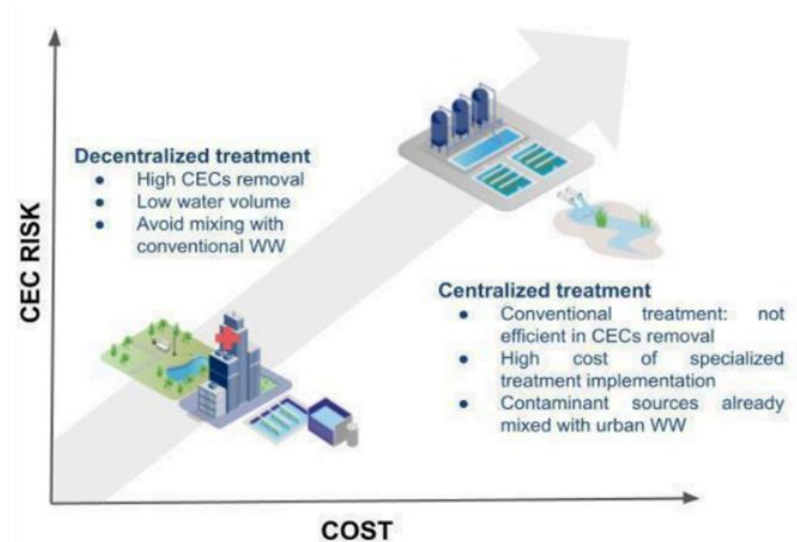 Decentralized treatment
● High CECs removal
● Low water volume
● Avoid mixing with
conventional WW
CEC RISK
Centralized treatment
● Conventional treatment: not
efficient in CECs removal
● High cost of specialized
treatment implementation
● Contaminant sources already
mixed with urban WW
COST